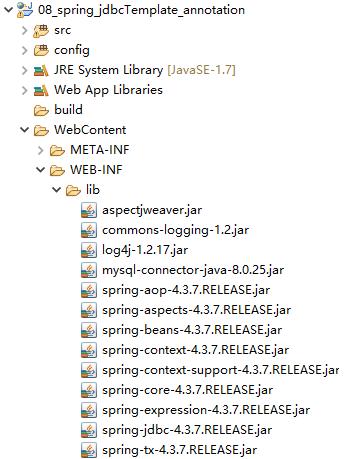 08_spring_jdbcTemplate_annotation
src
config
JRE System Library [JavaSE-1.7]
Web App Libraries
build
WebContent
META-INF
WEB-INF
lib
aspectjweaver.jar
commons-logging-1.2.jar
log4j-1.2.17.jar
mysql-connector-java-8.0.25.jar
spring-aop-4.3.7.RELEASE.jar
spring-aspects-4.3.7.RELEASE.jar
spring-beans-4.3.7.RELEASE.jar
spring-context-4.3.7.RELEASE.jar
spring-context-support-4.3.7.RELEASE.jar
spring-core-4.3.7.RELEASE.jar
spring-expression-4.3.7.RELEASE.jar
spring-jdbc-4.3.7.RELEASE.jar
spring-tx-4.3.7.RELEASE.jar